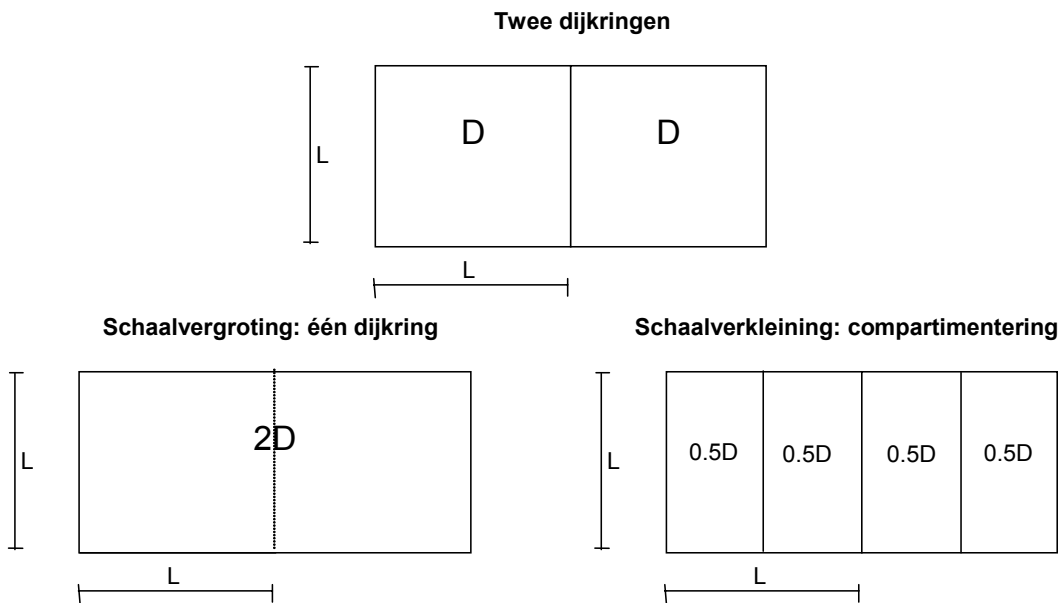 Twee dijkringen
D D
L
L
Schaalvergroting: één dijkring
2D
L
L
Schaalverkleining: compartimentering
0.5D 0.5D 0.5D 0.5D
L
L